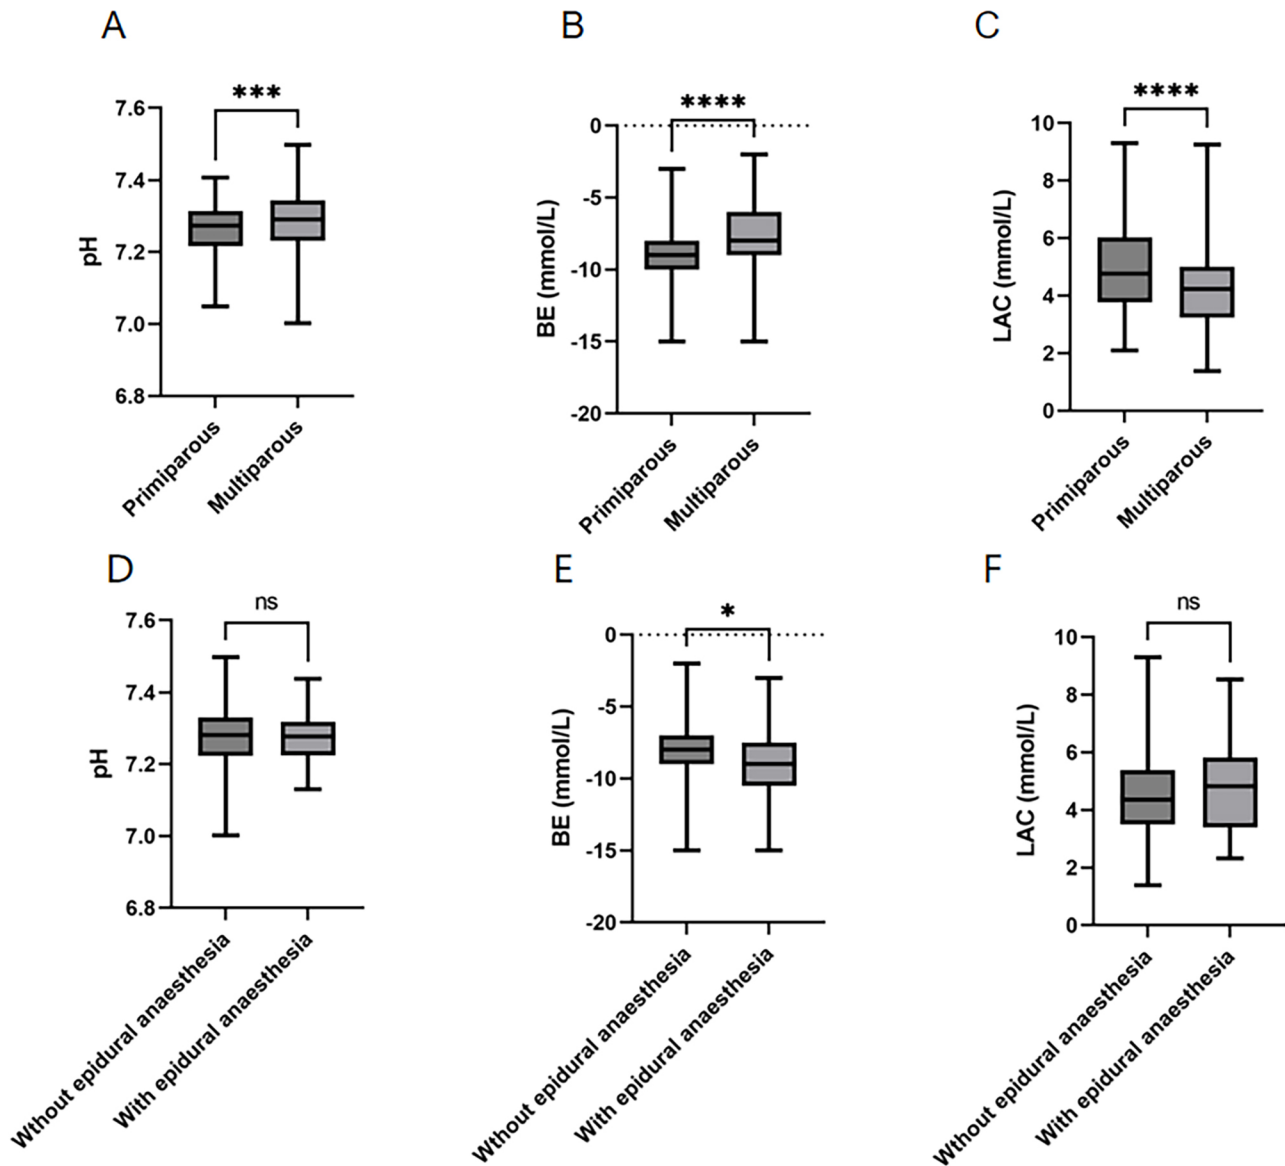 A
B
C
***
****
****
7.6
7.4
7.2
7.0
6.8
pH
Primiparous
Multiparous
0
-5
-10
-15
-20
BE (mmol/L)
Primiparous
Multiparous
10
8
6
4
2
0
LAC (mmol/L)
Primiparous
Multiparous
D
E
F
ns
*
ns
7.6
7.4
7.2
7.0
6.8
pH
Wthout epidural anaesthesia
With epidural anaesthesia
0
-5
-10
-15
-20
BE (mmol/L)
Wthout epidural anaesthesia
With epidural anaesthesia
10
8
6
4
2
0
LAC (mmol/L)
Wthout epidural anaesthesia
With epidural anaesthesia